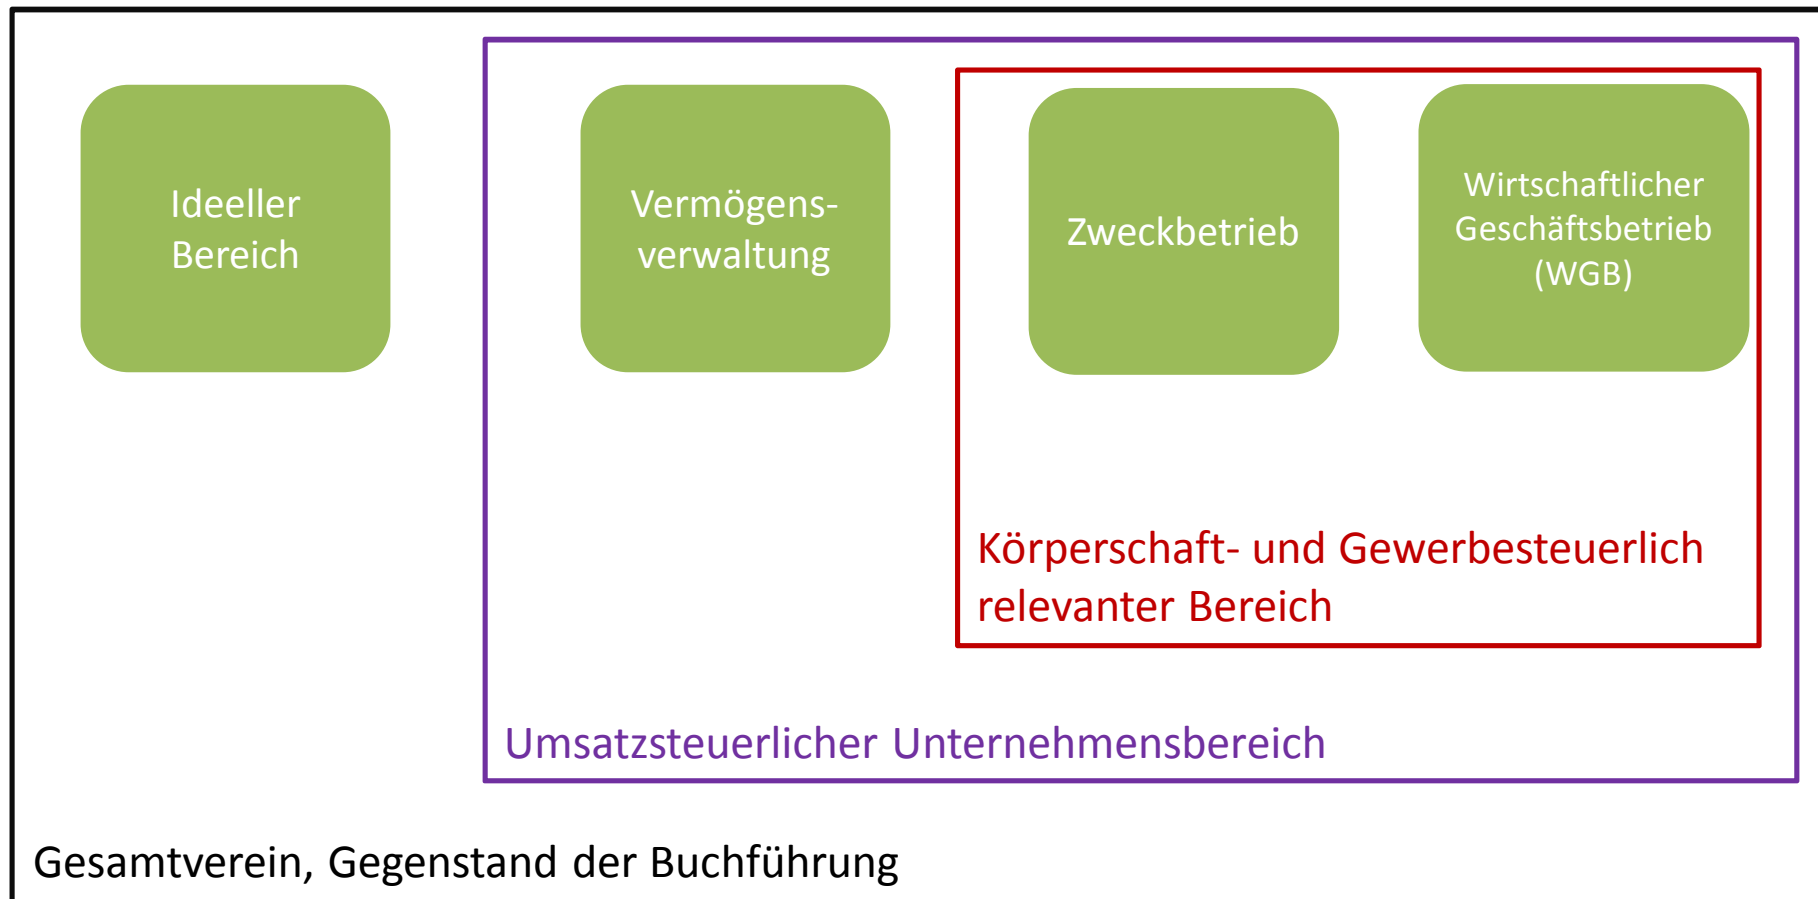 Ideeller
Bereich
Vermögens-
verwaltung
Zweckbetrieb
Wirtschaftlicher
Geschäftsbetrieb
(WGB)
Körperschaft- und Gewerbesteuerlich
relevanter Bereich
Umsatzsteuerlicher Unternehmensbereich
Gesamtverein, Gegenstand der Buchführung